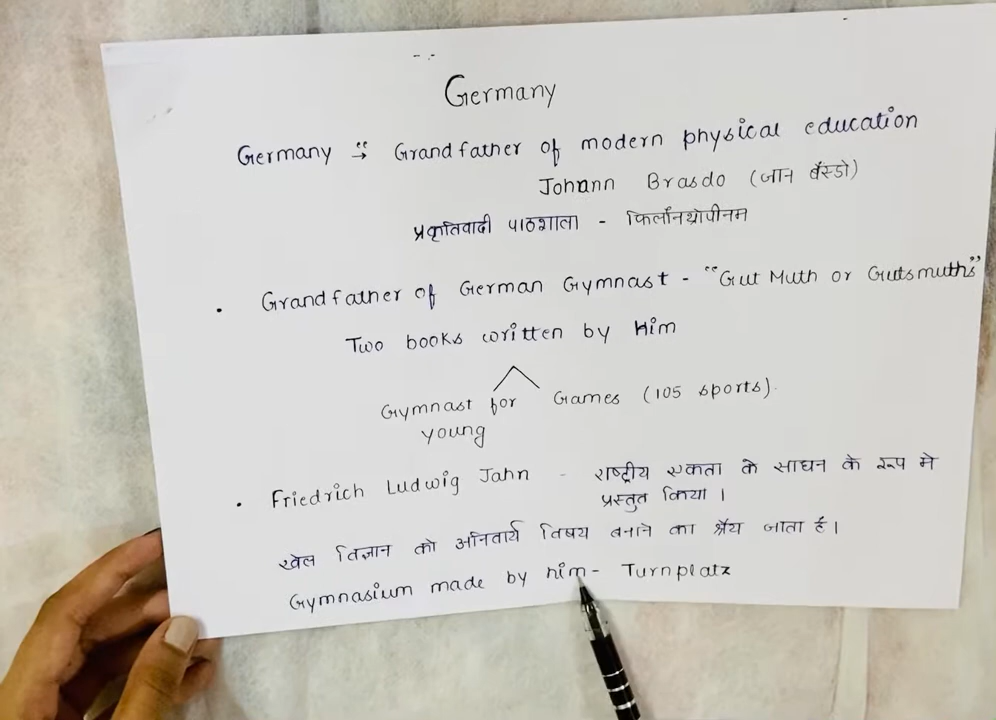 Germany
Germany :→ Grandfather of modern physical education
Johann Brasdo (जान बॅस्डो)
प्रकृतिवादी पाठशाला - फिर्लॉनथ्रोपीनम
• Grandfather of German Gymnast - "Gut Muth or Gutsmuths"
Two books written by Him
Gymnast for Games (105 sports).
young
• Friedrich Ludwig Jahn - राष्ट्रीय एकता के साधन के रूप मे
प्रस्तुत किया ।
खेल विज्ञान को अनिवार्य विषय बनाने का श्रेय जाता है।
Gymnasium made by him - Turnplatz